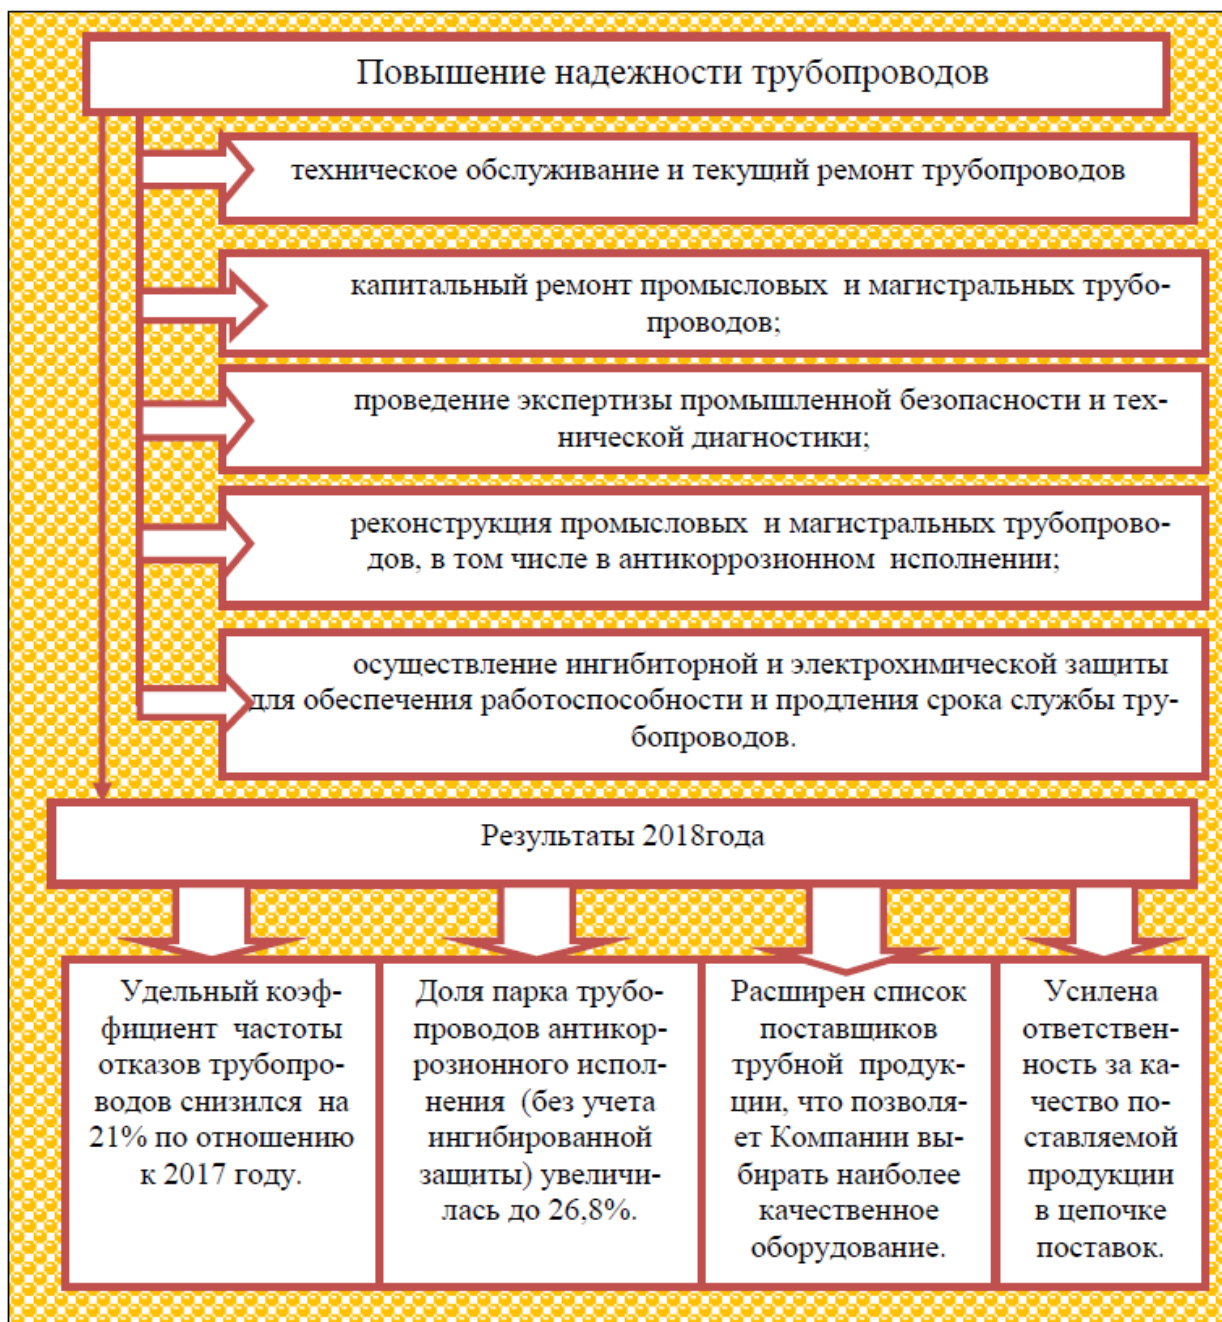 Повышение надежности трубопроводов
техническое обслуживание и текущий ремонт трубопроводов
капитальный ремонт промысловых и магистральных трубо-
проводов;
проведение экспертизы промышленной безопасности и тех-
нической диагностики;
реконструкция промысловых и магистральных трубопрово-
дов, в том числе в антикоррозионном исполнении;
осуществление ингибиторной и электрохимической защиты
для обеспечения работоспособности и продления срока службы тру-
бопроводов.
Результаты 2018года
Удельный коэф-
фициент частоты
отказов трубопро-
водов снизился на
21% по отношению
к 2017 году.
Доля парка трубо-
проводов антикор-
розионного испол-
нения (без учета
ингибированной
защиты) увеличи-
лась до 26,8%.
Расширен список
поставщиков
трубной продук-
ции, что позволя-
ет Компании вы-
бирать наиболее
качественное
оборудование.
Усилена
ответствен-
ность за ка-
чество по-
ставляемой
продукции
в цепочке
поставок.